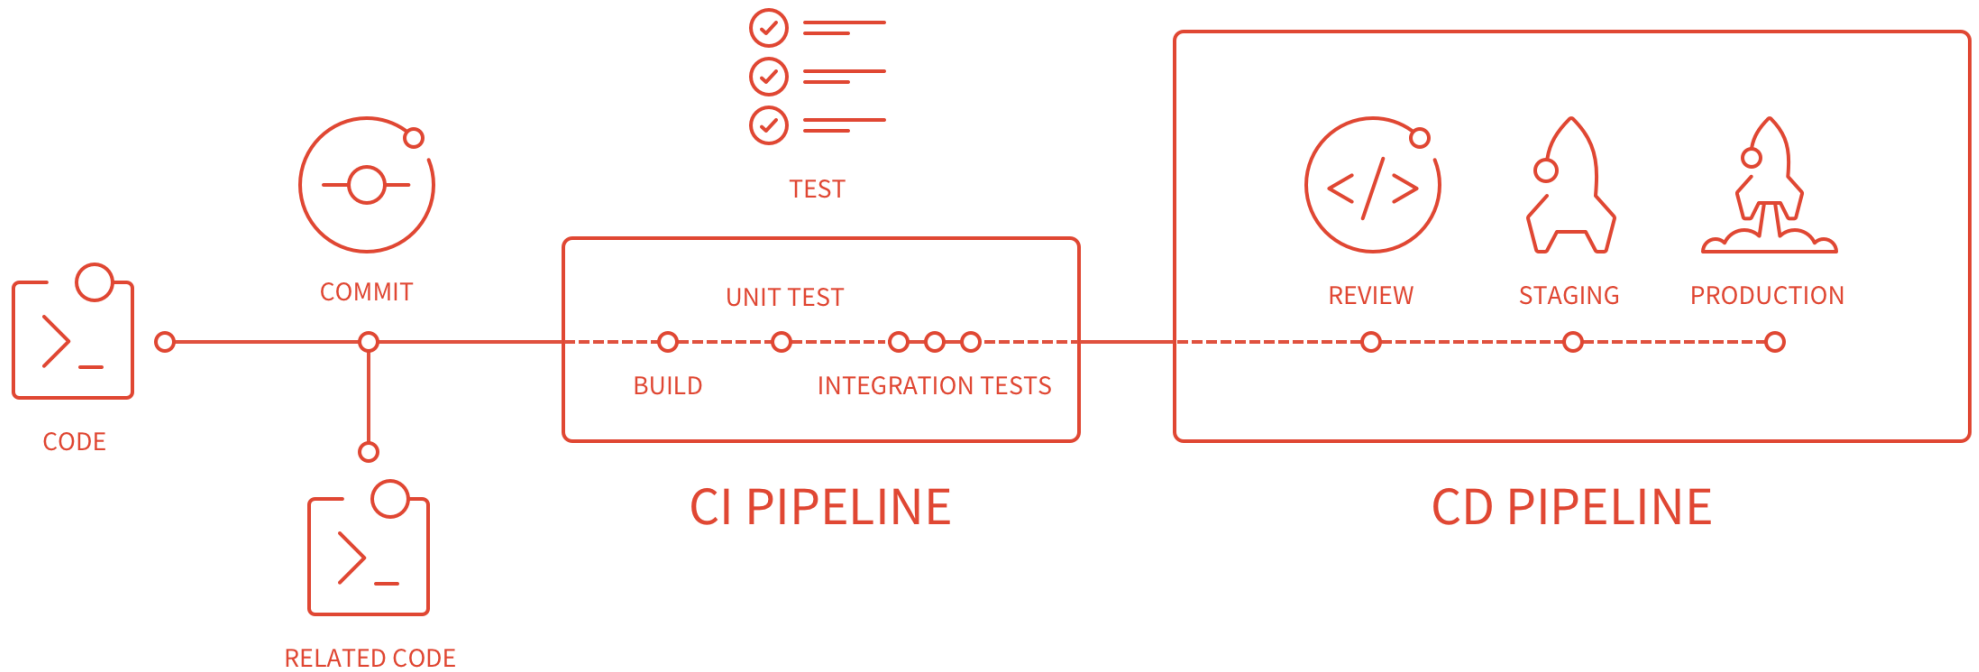 CODE
COMMIT
RELATED CODE
TEST
UNIT TEST
BUILD
INTEGRATION TESTS
CI PIPELINE
REVIEW
STAGING
PRODUCTION
CD PIPELINE